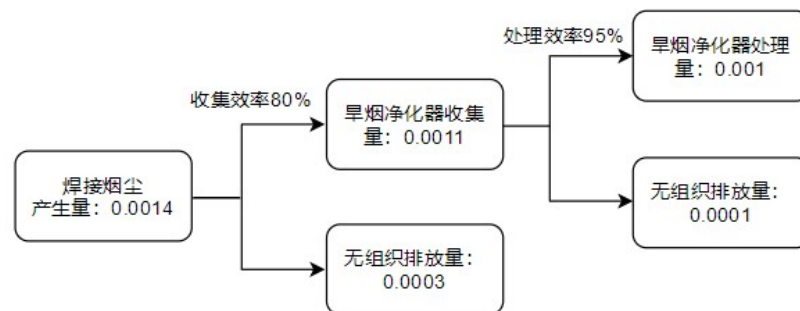 处理效率95%
旱烟净化器处理
量：0.001
收集效率80%
旱烟净化器收集
量：0.0011
焊接烟尘
产生量：0.0014
无组织排放量：
0.0001
无组织排放量：
0.0003